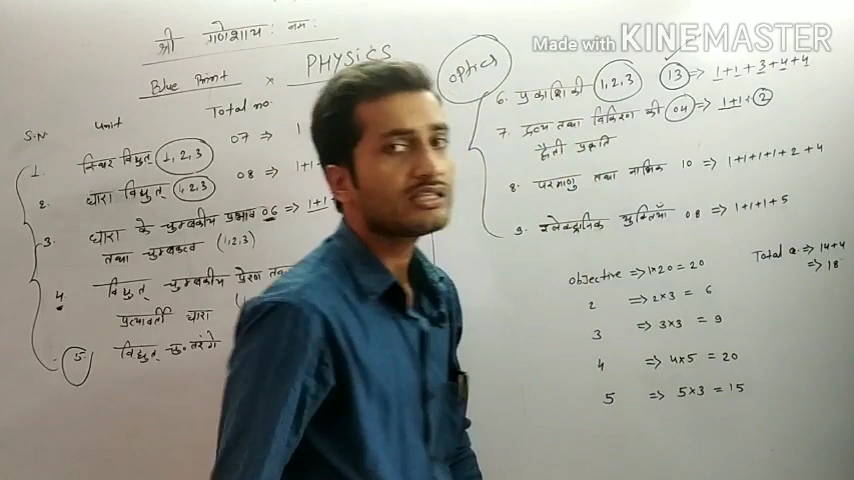 श्री गणेशाय: नम:
Blue Print × PHYSICS
S.N. Unit Total no.
1. स्थिर विद्युत् 1,2,3 07 ⇒ 1
2. धारा विद्युत् 1,2,3 08 ⇒ 1+1
3. धारा के चुम्बकीय प्रभाव 06 ⇒ 1+1+
तथा चुम्बकत्व (1,2,3)
4. विद्युत् चुम्बकीय प्रेरण
प्रत्यावर्ती धारा (1,
5. विद्युत् चु० तरंगे
optics
6. प्रकाशिकी 1,2,3 13 ⇒ 1+1+3+4+4
7. द्रव्य तथा विकिरण की 04 ⇒ 1+1+2
द्वैती प्रकृति
8. परमाणु तथा नाभिक 10 ⇒ 1+1+1+1+2+4
9. इलेक्ट्रानिक युक्तियाँ 08 ⇒ 1+1+1+5
Objective ⇒ 1×20 = 20
2 ⇒ 2×3 = 6
3 ⇒ 3×3 = 9
4 ⇒ 4×5 = 20
5 ⇒ 5×3 = 15
Total Q. ⇒ 14+4
⇒ 18
Made with KINEMASTER